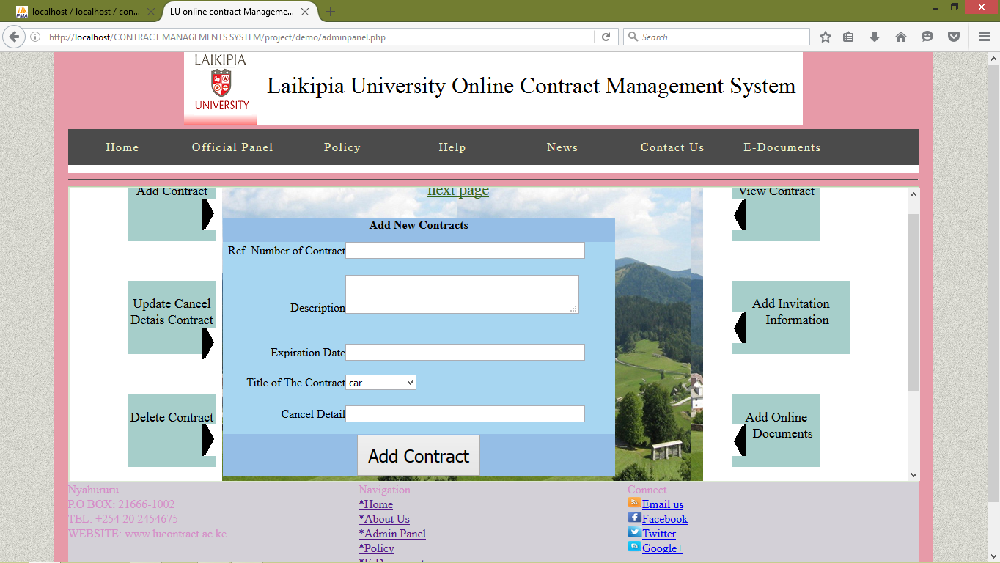 localhost / localhost / con...
LU online contract Manageme...
http://localhost/CONTRACT MANAGEMENTS SYSTEM/project/demo/adminpanel.php
Search
LAIKIPIA
UNIVERSITY
Laikipia University Online Contract Management System
Home
Official Panel
Policy
Help
News
Contact Us
E-Documents
Add Contract
next page
View Contract
Add New Contracts
Ref. Number of Contract
Description
Expiration Date
Title of The Contract
car
Cancel Detail
Add Contract
Update Cancel
Detais Contract
Delete Contract
Add Invitation
Information
Add Online
Documents
Nyahururu
P.O BOX: 21666-1002
TEL: +254 20 2454675
WEBSITE: www.lucontract.ac.ke
Navigation
*Home
*About Us
*Admin Panel
*Policy
*E-Documents
Connect
Email us
Facebook
Twitter
Google+